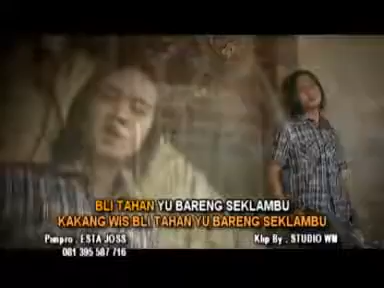 BLI TAHAN YU BARENG SEKLAMBU
KAKANG WIS BLI TAHAN YU BARENG SEKLAMBU
Pimpro . ESTA JOSS
081 395 587 716
Khp By . STUDIO WM